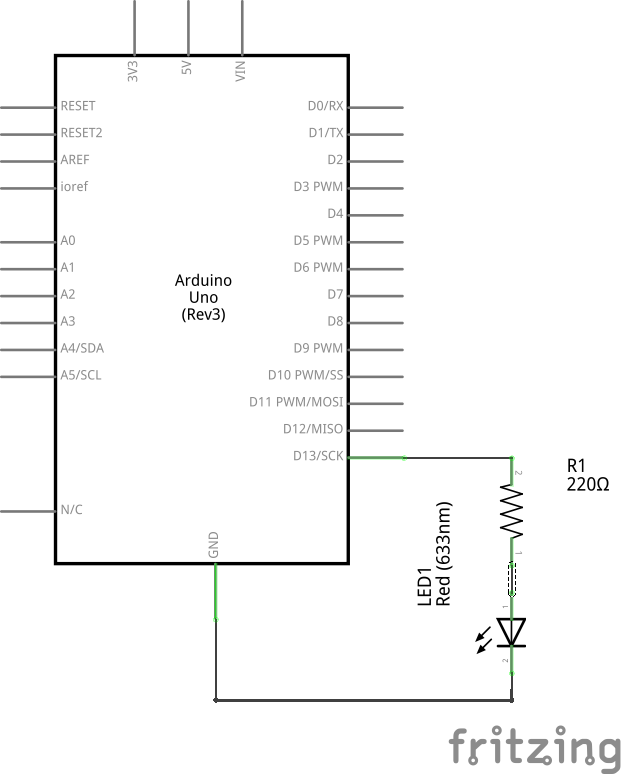 3V3
5V
VIN
RESET
RESET2
AREF
ioref
A0
A1
A2
A3
A4/SDA
A5/SCL
N/C
Arduino
Uno
(Rev3)
D0/RX
D1/TX
D2
D3 PWM
D4
D5 PWM
D6 PWM
D7
D8
D9 PWM
D10 PWM/SS
D11 PWM/MOSI
D12/MISO
D13/SCK
GND
R1
220Ω
2
1
LED1
Red (633nm)
1
2
fritzing